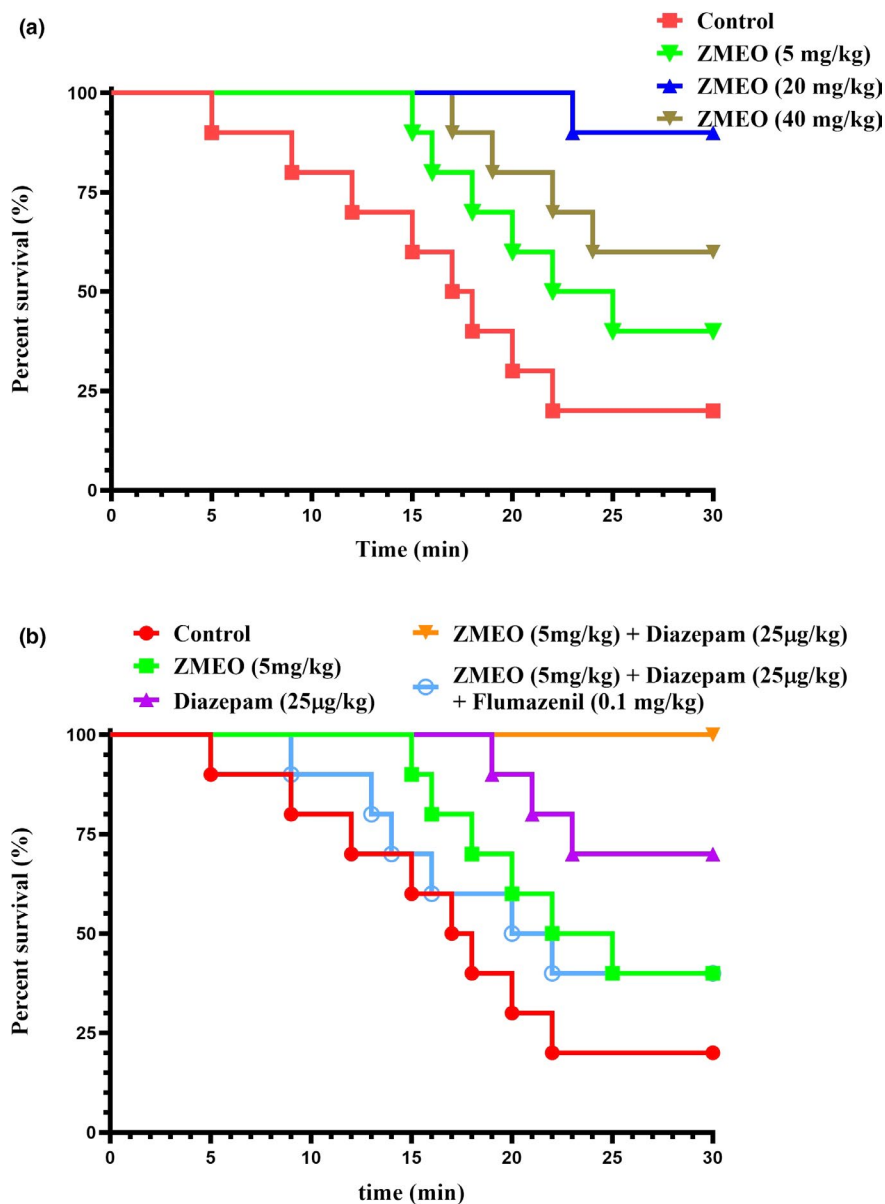 (a)
Control
ZMEO (5 mg/kg)
ZMEO (20 mg/kg)
ZMEO (40 mg/kg)
Percent survival (%)
100
75
50
25
0
0 5 10 15 20 25 30
Time (min)
(b)
Control
ZMEO (5mg/kg)
Diazepam (25µg/kg)
ZMEO (5mg/kg) + Diazepam (25µg/kg)
ZMEO (5mg/kg) + Diazepam (25µg/kg)
+ Flumazenil (0.1 mg/kg)
Percent survival (%)
100
75
50
25
0
0 5 10 15 20 25 30
time (min)